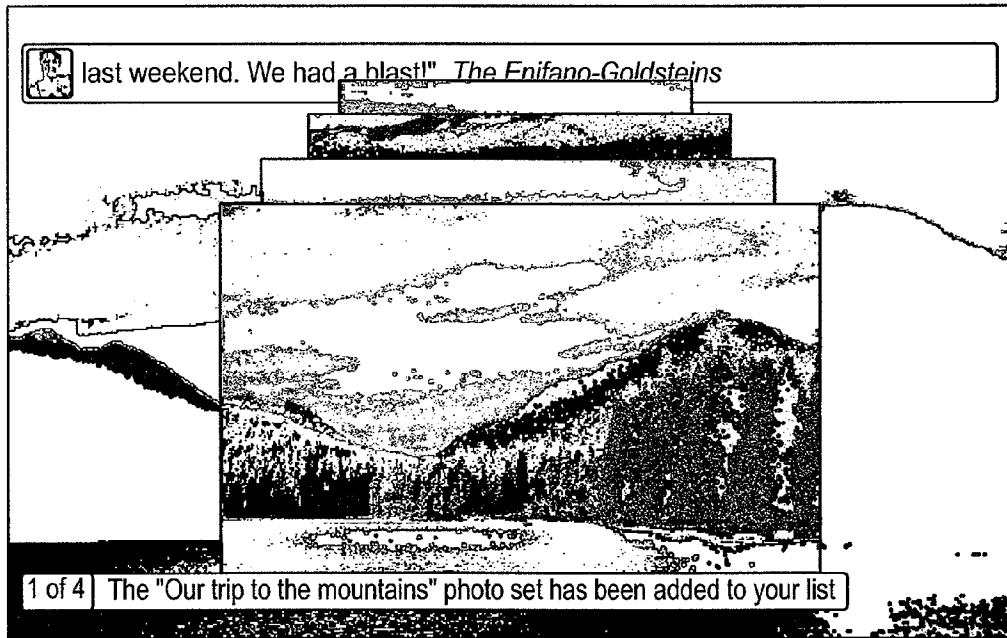 last weekend. We had a blast!" The Enifano-Goldsteins
1 of 4 The "Our trip to the mountains" photo set has been added to your list